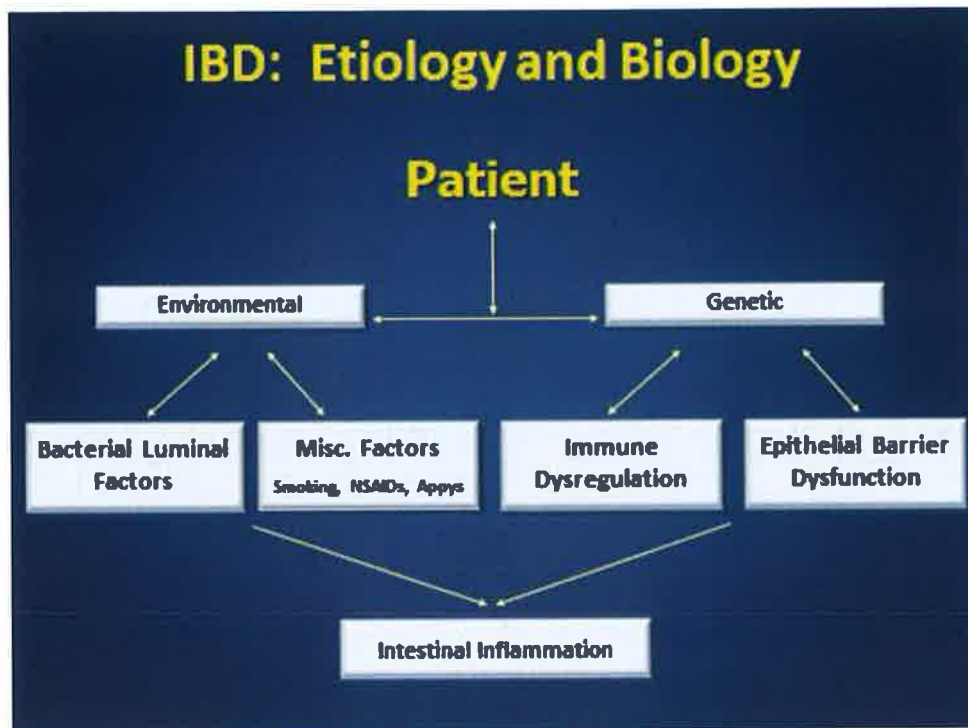 IBD: Etiology and Biology
Patient
Environmental
Genetic
Bacterial Luminal
Factors
Misc. Factors
Smoking, NSAIDs, Appys
Immune
Dysregulation
Epithelial Barrier
Dysfunction
Intestinal Inflammation